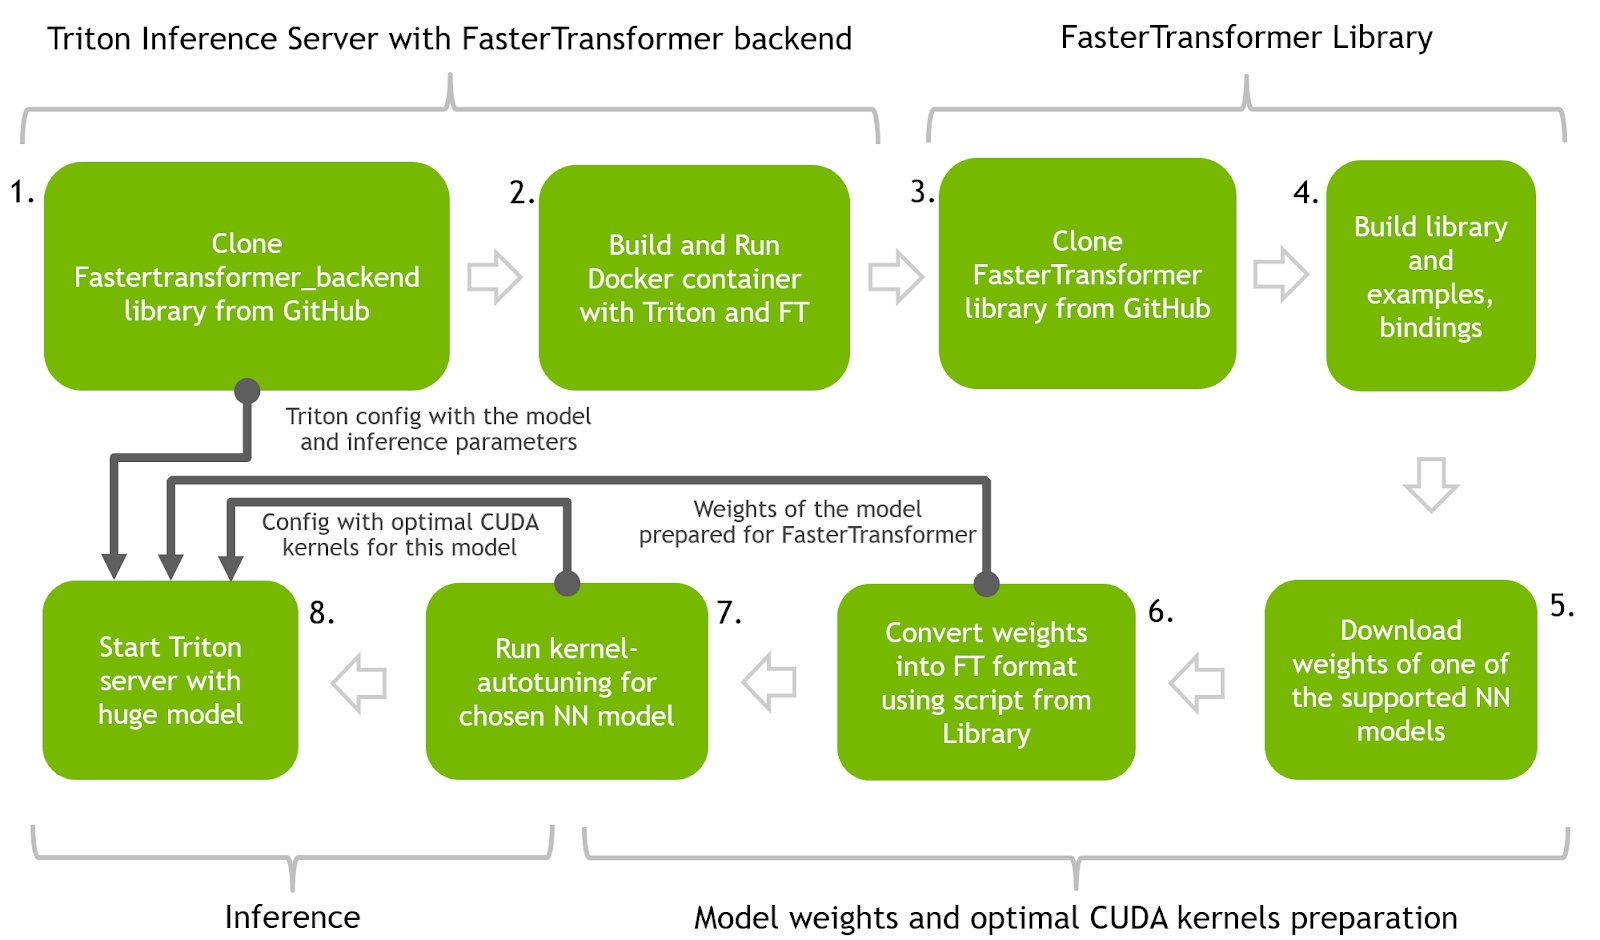 Triton Inference Server with FasterTransformer backend
FasterTransformer Library
1.
Clone
Fastertransformer_backend
library from GitHub
2.
Build and Run
Docker container
with Triton and FT
3.
Clone
FasterTransformer
library from GitHub
4.
Build library
and
examples,
bindings
Triton config with the model
and inference parameters
Config with optimal CUDA
kernels for this model
Weights of the model
prepared for FasterTransformer
5.
Download
weights of one of
the supported NN
models
6.
Convert weights
into FT format
using script from
Library
7.
Run kernel-
autotuning for
chosen NN model
8.
Start Triton
server with
huge model
Inference
Model weights and optimal CUDA kernels preparation